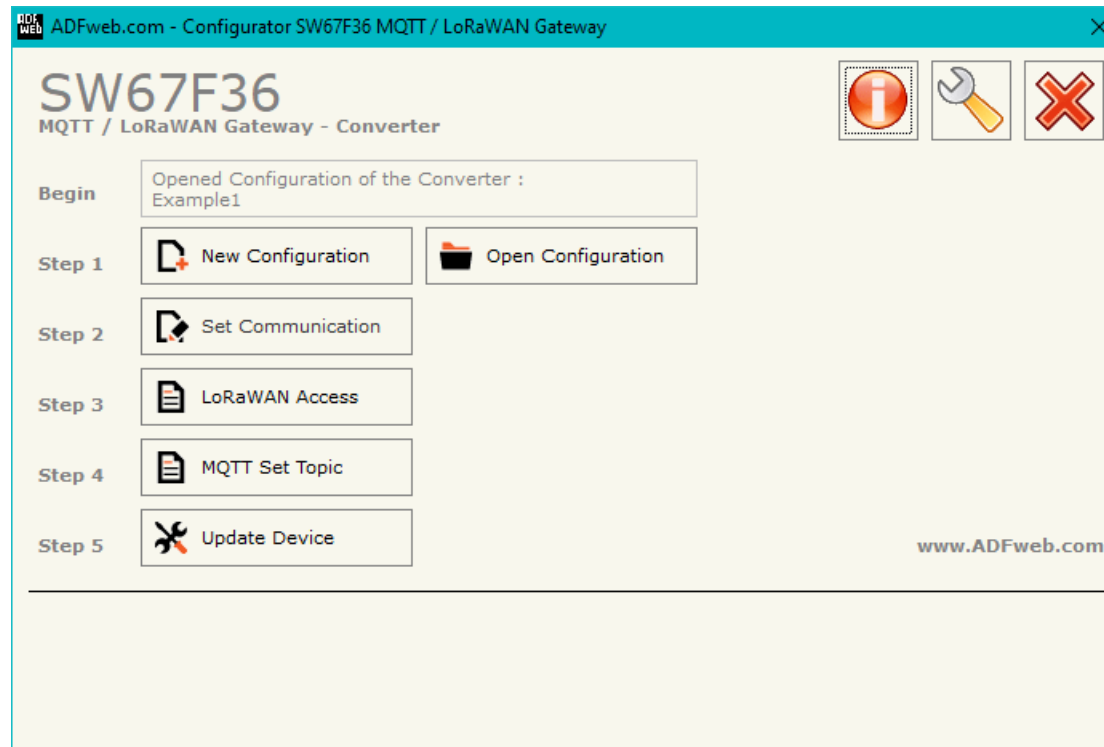 ADF
WEB
ADFweb.com - Configurator SW67F36 MQTT / LoRaWAN Gateway
SW67F36
MQTT / LoRaWAN Gateway - Converter
Begin
Opened Configuration of the Converter :
Example1
Step 1
New Configuration
Open Configuration
Step 2
Set Communication
Step 3
LoRaWAN Access
Step 4
MQTT Set Topic
Step 5
Update Device
www.ADFweb.com